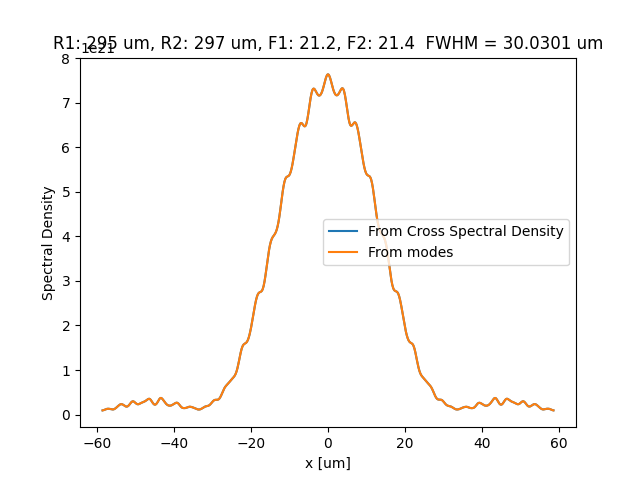 R1: 295 um, R2: 297 um, F1: 21.2, F2: 21.4  FWHM = 30.0301 um
1e21
8
7
6
5
4
3
2
1
0
Spectral Density
From Cross Spectral Density
From modes
−60
−40
−20
0
20
40
60
x [um]